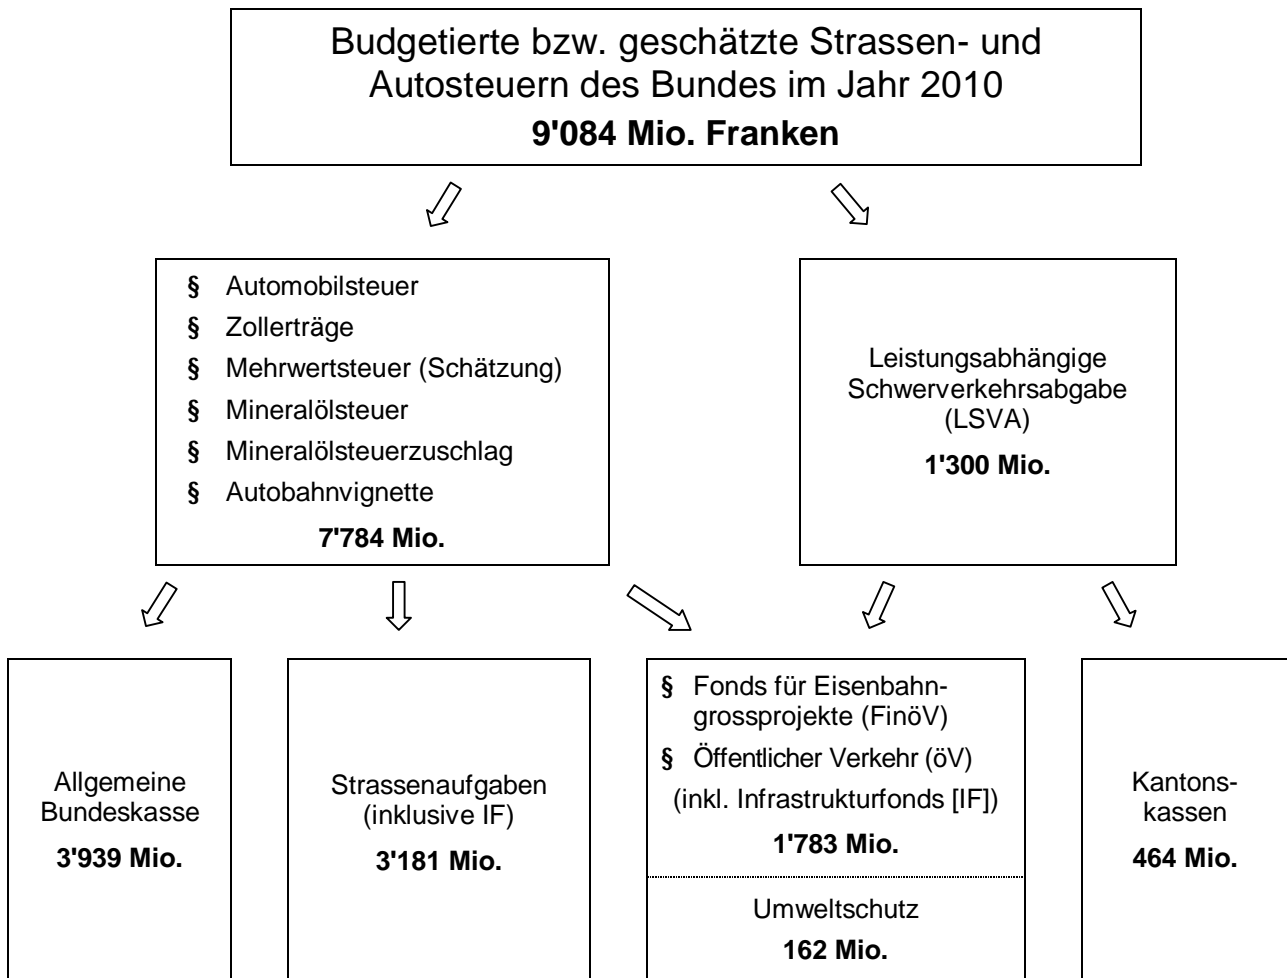 Budgetierte bzw. geschätzte Strassen- und
Autosteuern des Bundes im Jahr 2010
9'084 Mio. Franken
§ Automobilsteuer
§ Zollerträge
§ Mehrwertsteuer (Schätzung)
§ Mineralölsteuer
§ Mineralölsteuerzuschlag
§ Autobahnvignette
7'784 Mio.
Leistungsabhängige
Schwerverkehrsabgabe
(LSVA)
1'300 Mio.
Allgemeine
Bundeskasse
3'939 Mio.
Strassenaufgaben
(inklusive IF)
3'181 Mio.
§ Fonds für Eisenbahn-
grossprojekte (FinöV)
§ Öffentlicher Verkehr (öV)
(inkl. Infrastrukturfonds [IF])
1'783 Mio.
Umweltschutz
162 Mio.
Kantons-
kassen
464 Mio.